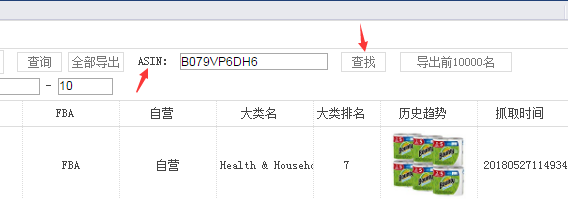 查询 全部导出 ASIN: B079VP6DH6 查找 导出前10000名
- 10
FBA 自营 大类名 大类排名 历史趋势 抓取时间
FBA 自营 Health & Househo 7 20180527114934